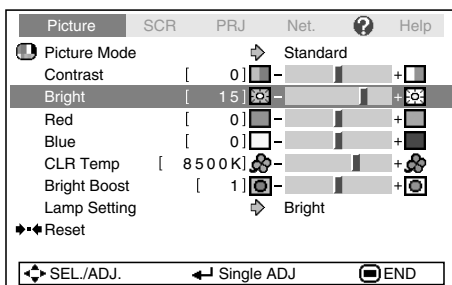 Picture SCR PRJ Net. ? Help
Picture Mode Standard
Contrast [ 0] - +
Bright [ 15] - +
Red [ 0] - +
Blue [ 0] - +
CLR Temp [ 8500K] - +
Bright Boost [ 1] - +
Lamp Setting Bright
Reset
SEL./ADJ. Single ADJ END